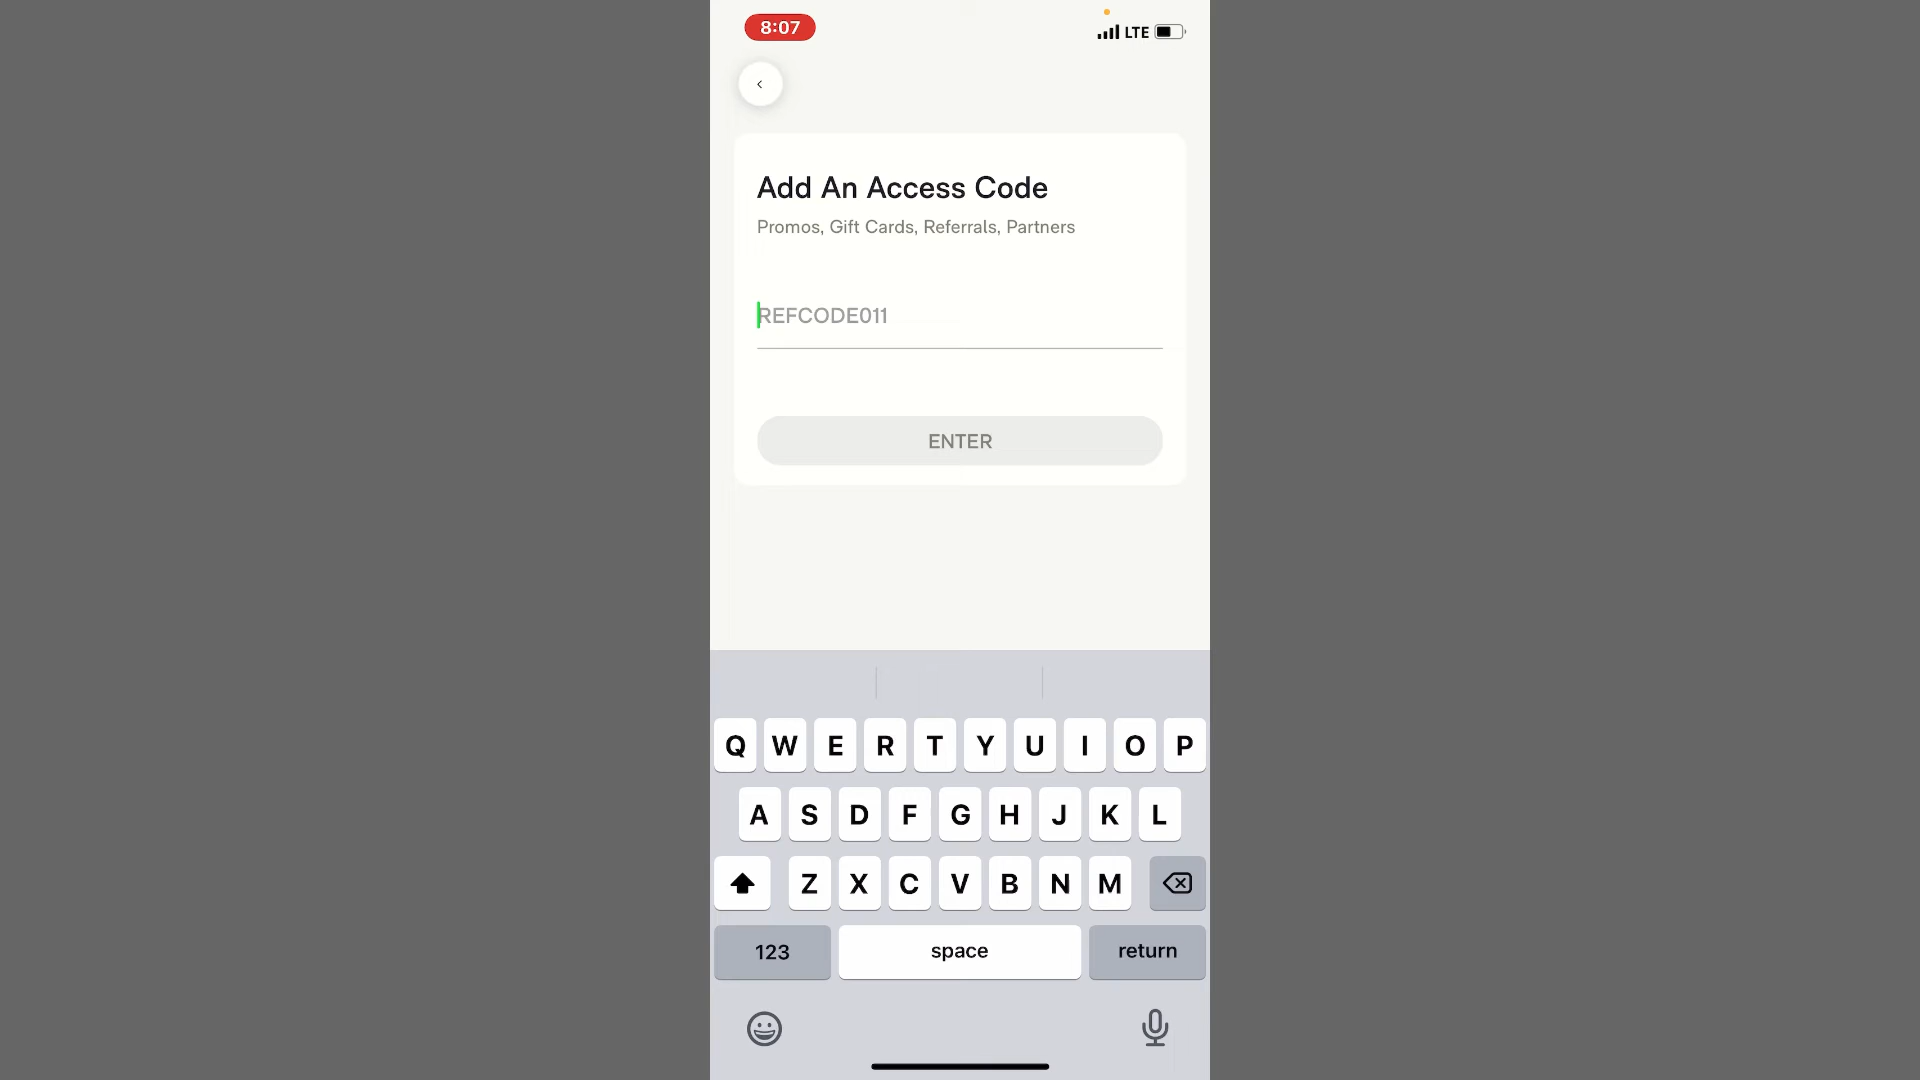 8:07
LTE
Add An Access Code
Promos, Gift Cards, Referrals, Partners
REFCODE011
ENTER
Q W E R T Y U I O P
A S D F G H J K L
Z X C V B N M
123 space return